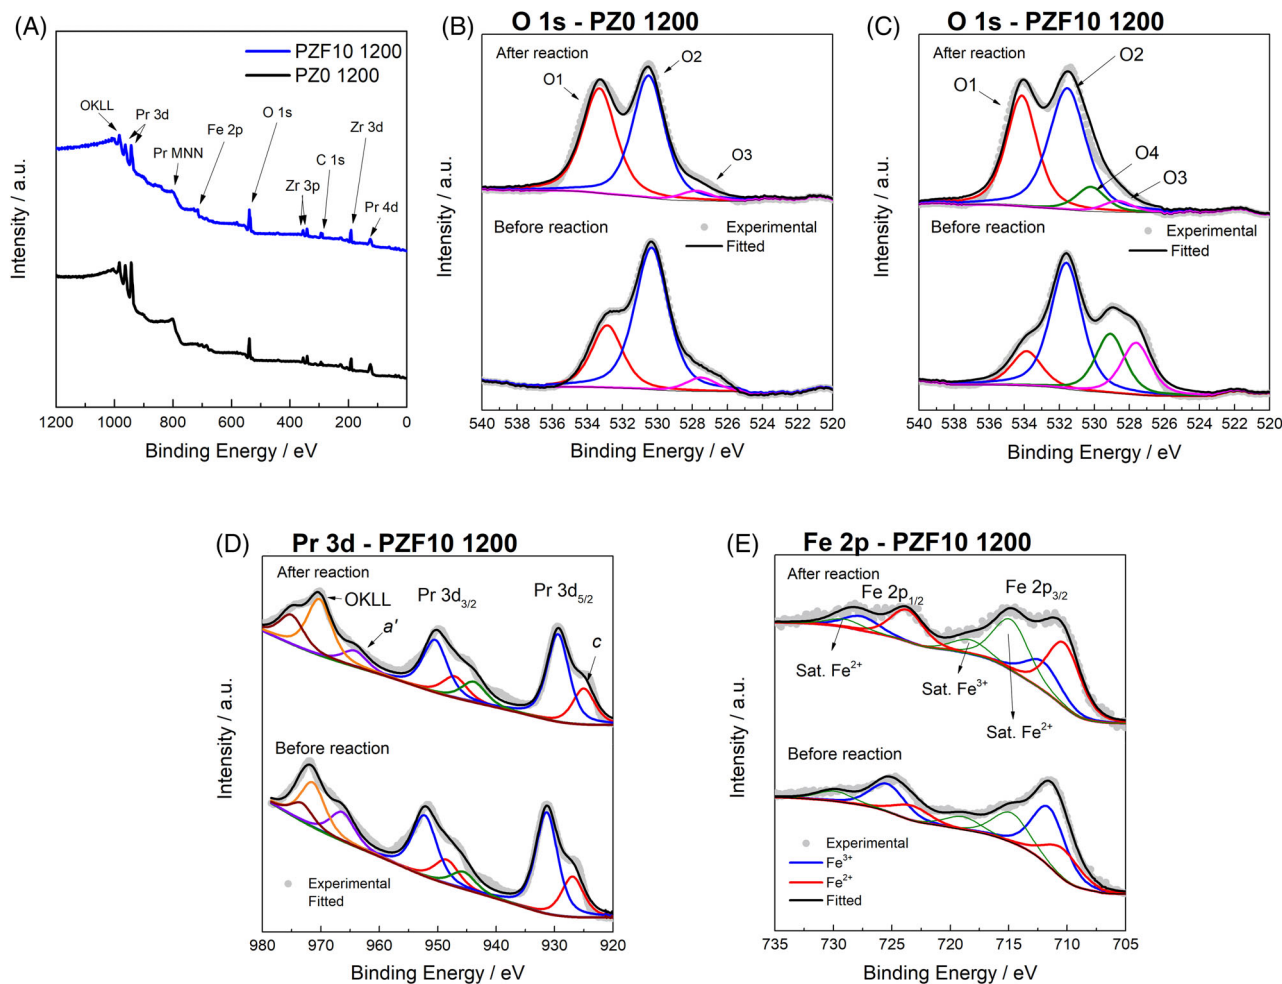 (A)
PZF10 1200
PZ0 1200
OKLL
Pr 3d
Pr MNN
Fe 2p
O 1s
Zr 3p
C 1s
Zr 3d
Pr 4d
Intensity / a.u.
1200 1000 800 600 400 200 0
Binding Energy / eV
(B)
O 1s - PZ0 1200
After reaction
O1
O2
O3
Before reaction
Experimental
Fitted
Intensity / a.u.
540 538 536 534 532 530 528 526 524 522 520
Binding Energy / eV
(C)
O 1s - PZF10 1200
After reaction
O1
O2
O4
O3
Before reaction
Experimental
Fitted
Intensity / a.u.
540 538 536 534 532 530 528 526 524 522 520
Binding Energy / eV
(D)
Pr 3d - PZF10 1200
After reaction
OKLL
a'
Pr 3d3/2
Pr 3d5/2
c
Before reaction
Experimental
Fitted
Intensity / a.u.
980 970 960 950 940 930 920
Binding Energy / eV
(E)
Fe 2p - PZF10 1200
After reaction
Fe 2p1/2
Fe 2p3/2
Sat. Fe2+
Sat. Fe3+
Sat. Fe2+
Before reaction
Experimental
Fe3+
Fe2+
Fitted
Intensity / a.u.
735 730 725 720 715 710 705
Binding Energy / eV